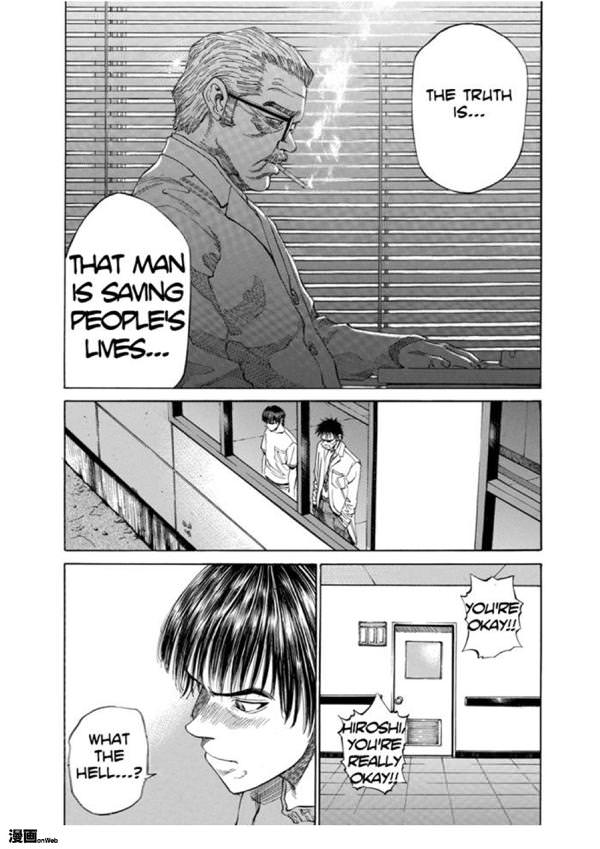 THE TRUTH
IS...
THAT MAN
IS SAVING
PEOPLE'S
LIVES...
YOU'RE
OKAY!!
HIROSHI,
YOU'RE
REALLY
OKAY!!
WHAT
THE
HELL...?
漫画onWeb